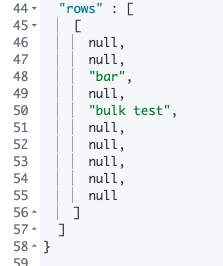 44 "rows" : [
45 [
46 null,
47 null,
48 "bar",
49 null,
50 "bulk test",
51 null,
52 null,
53 null,
54 null,
55 null
56 ]
57 ]
58 }
59